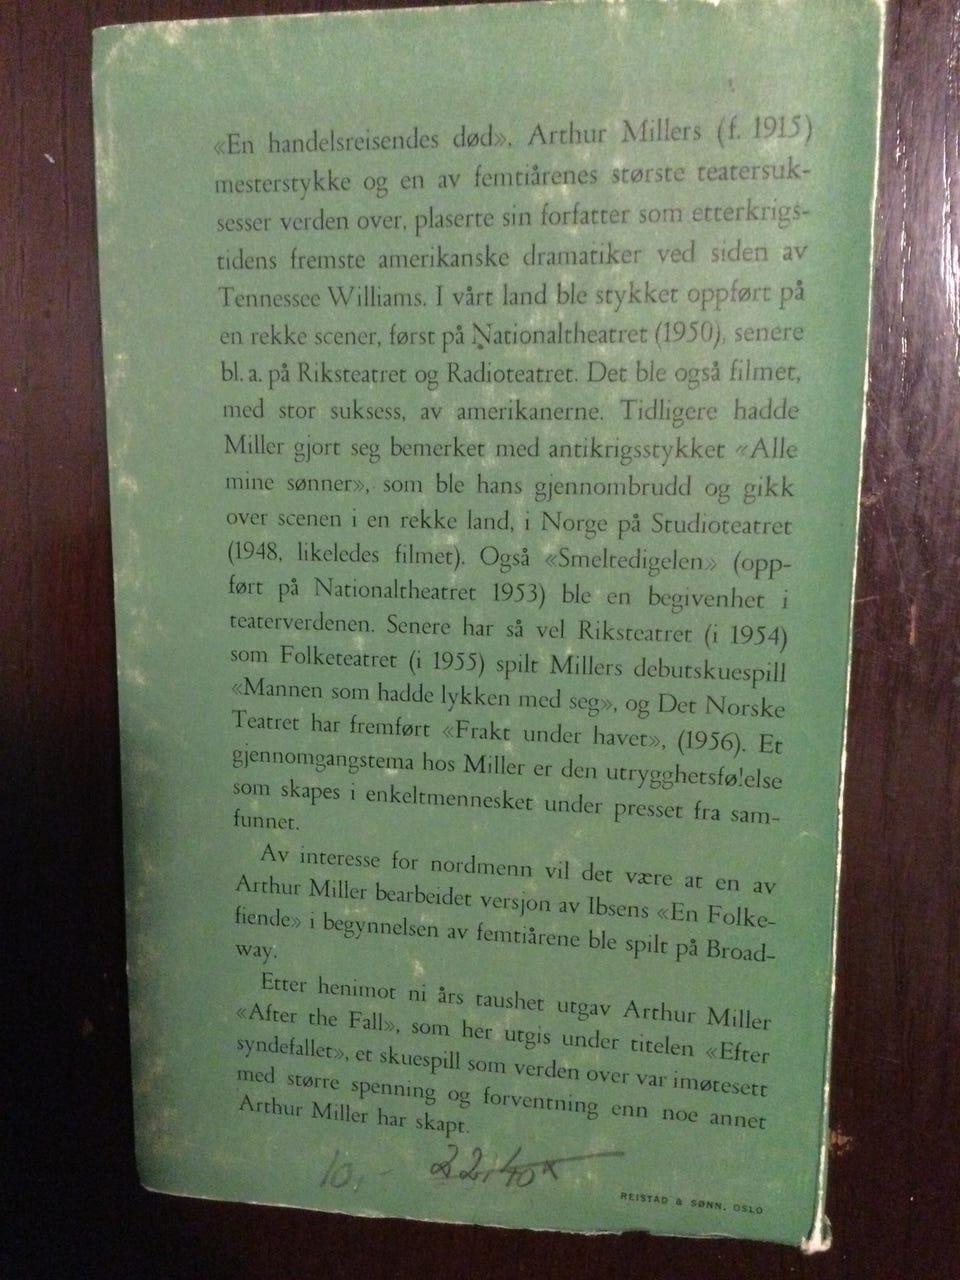 «En handelsreisendes død», Arthur Millers (f. 1915)
mesterstykke og en av femtiårenes største teatersuk-
sesser verden over, plaserte sin forfatter som etterkrigs-
tidens fremste amerikanske dramatiker ved siden av
Tennessee Williams. I vårt land ble stykket oppført på
en rekke scener, først på Nationaltheatret (1950), senere
bl. a. på Riksteatret og Radioteatret. Det ble også filmet,
med stor suksess, av amerikanerne. Tidligere hadde
Miller gjort seg bemerket med antikrigsstykket «Alle
mine sønner», som ble hans gjennombrudd og gikk
over scenen i en rekke land, i Norge på Studioteatret
(1948, likeledes filmet). Også «Smeltedigelen» (opp-
ført på Nationaltheatret 1953) ble en begivenhet i
teaterverdenen. Senere har så vel Riksteatret (i 1954)
som Folketeatret (i 1955) spilt Millers debutskuespill
«Mannen som hadde lykken med seg», og Det Norske
Teatret har fremført «Frakt under havet», (1956). Et
gjennomgangstema hos Miller er den utrygghetsfølelse
som skapes i enkeltmennesket under presset fra sam-
funnet.
Av interesse for nordmenn vil det være at en av
Arthur Miller bearbeidet versjon av Ibsens «En Folke-
fiende» i begynnelsen av femtiårene ble spilt på Broad-
way.
Etter henimot ni års taushet utgav Arthur Miller
«After the Fall», som her utgis under titelen «Efter
syndefallet», et skuespill som verden over var imøtesett
med større spenning og forventning enn noe annet
Arthur Miller har skapt.
10,- 22,40
REISTAD & SØNN, OSLO